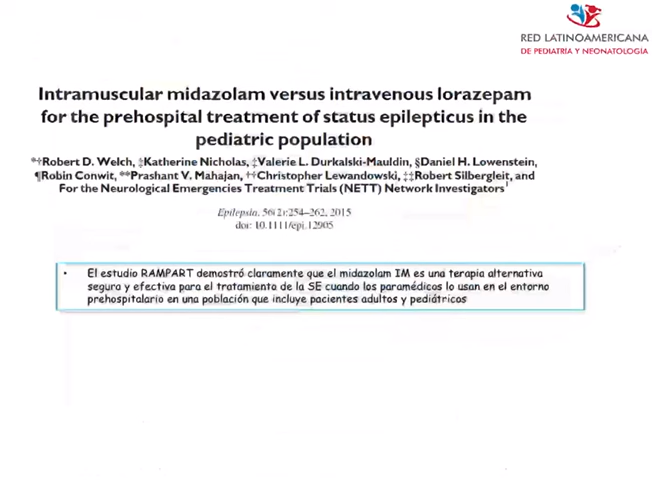 RED LATINOAMERICANA
DE PEDIATRIA Y NEONATOLOGÍA
Intramuscular midazolam versus intravenous lorazepam
for the prehospital treatment of status epilepticus in the
pediatric population
*†Robert D. Welch, ‡Katherine Nicholas, ‡Valerie L. Durkalski-Mauldin, §Daniel H. Lowenstein,
¶Robin Conwit, **Prashant V. Mahajan, ††Christopher Lewandowski, ‡‡Robert Silbergleit, and
For the Neurological Emergencies Treatment Trials (NETT) Network Investigators¹
Epilepsia, 56(2):254–262, 2015
doi: 10.1111/epi.12905
• El estudio RAMPART demostró claramente que el midazolam IM es una terapia alternativa
segura y efectiva para el tratamiento de la SE cuando los paramédicos lo usan en el entorno
prehospitalario en una población que incluye pacientes adultos y pediátricos